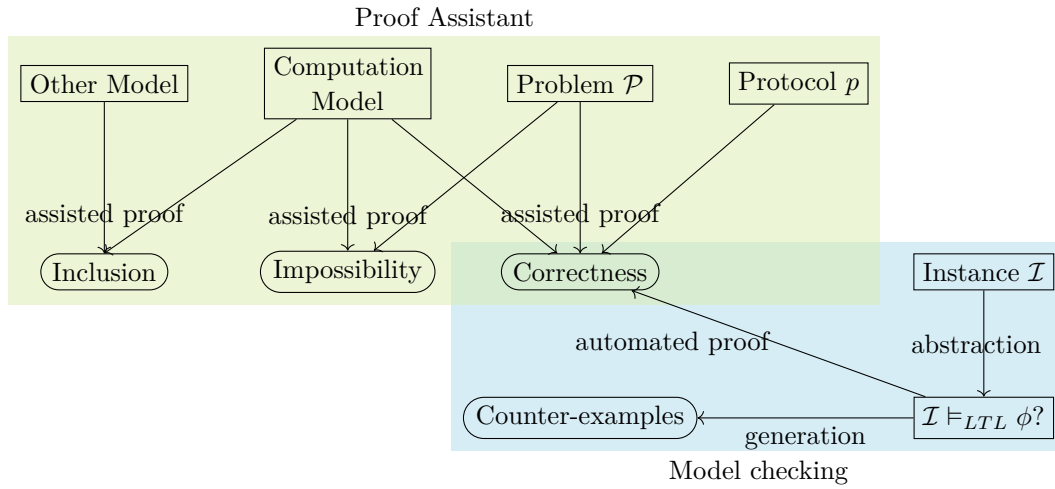 Proof Assistant
Other Model
Computation
Model
Problem 𝒫
Protocol p
assisted proof
assisted proof
assisted proof
Inclusion
Impossibility
Correctness
Instance ℐ
automated proof
abstraction
Counter-examples
generation
ℐ ⊨LTL ϕ?
Model checking